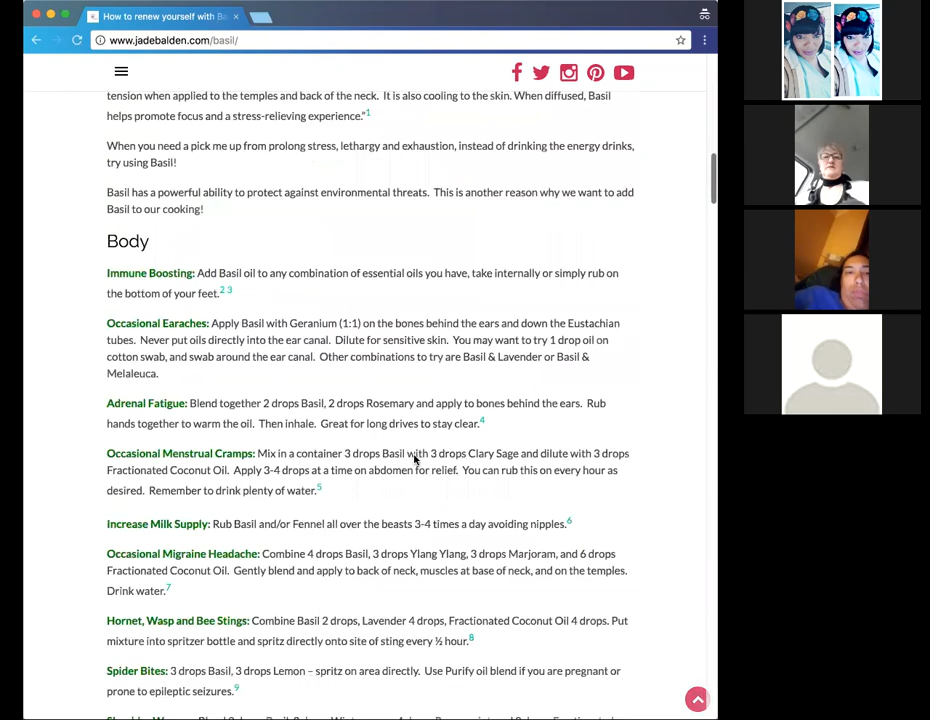 How to renew yourself with Ba
www.jadebalden.com/basil/
tension when applied to the temples and back of the neck. It is also cooling to the skin. When diffused, Basil
helps promote focus and a stress-relieving experience."1
When you need a pick me up from prolong stress, lethargy and exhaustion, instead of drinking the energy drinks,
try using Basil!
Basil has a powerful ability to protect against environmental threats. This is another reason why we want to add
Basil to our cooking!
Body
Immune Boosting: Add Basil oil to any combination of essential oils you have, take internally or simply rub on
the bottom of your feet.2 3
Occasional Earaches: Apply Basil with Geranium (1:1) on the bones behind the ears and down the Eustachian
tubes. Never put oils directly into the ear canal. Dilute for sensitive skin. You may want to try 1 drop oil on
cotton swab, and swab around the ear canal. Other combinations to try are Basil & Lavender or Basil &
Melaleuca.
Adrenal Fatigue: Blend together 2 drops Basil, 2 drops Rosemary and apply to bones behind the ears. Rub
hands together to warm the oil. Then inhale. Great for long drives to stay clear.4
Occasional Menstrual Cramps: Mix in a container 3 drops Basil with 3 drops Clary Sage and dilute with 3 drops
Fractionated Coconut Oil. Apply 3-4 drops at a time on abdomen for relief. You can rub this on every hour as
desired. Remember to drink plenty of water.5
Increase Milk Supply: Rub Basil and/or Fennel all over the beasts 3-4 times a day avoiding nipples.6
Occasional Migraine Headache: Combine 4 drops Basil, 3 drops Ylang Ylang, 3 drops Marjoram, and 6 drops
Fractionated Coconut Oil. Gently blend and apply to back of neck, muscles at base of neck, and on the temples.
Drink water.7
Hornet, Wasp and Bee Stings: Combine Basil 2 drops, Lavender 4 drops, Fractionated Coconut Oil 4 drops. Put
mixture into spritzer bottle and spritz directly onto site of sting every ½ hour.8
Spider Bites: 3 drops Basil, 3 drops Lemon – spritz on area directly. Use Purify oil blend if you are pregnant or
prone to epileptic seizures.9